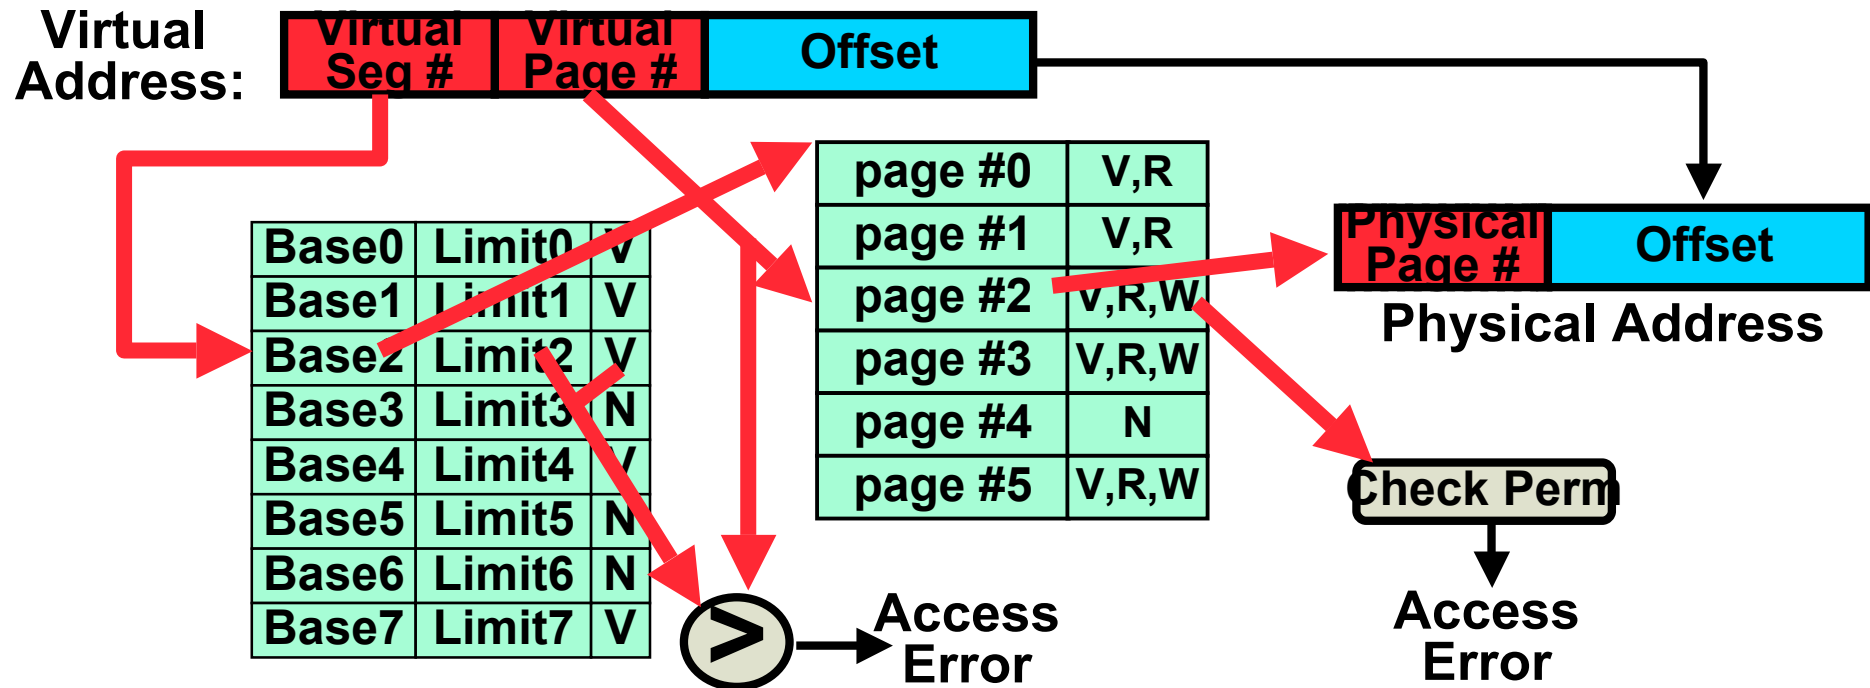 Virtual
Address:
Virtual
Seg #
Virtual
Page #
Offset
page #0 V,R
page #1 V,R
page #2 V,R,W
page #3 V,R,W
page #4 N
page #5 V,R,W
Base0 Limit0 V
Base1 Limit1 V
Base2 Limit2 V
Base3 Limit3 N
Base4 Limit4 V
Base5 Limit5 N
Base6 Limit6 N
Base7 Limit7 V
>
Access
Error
Physical
Page #
Offset
Physical Address
Check Perm
Access
Error